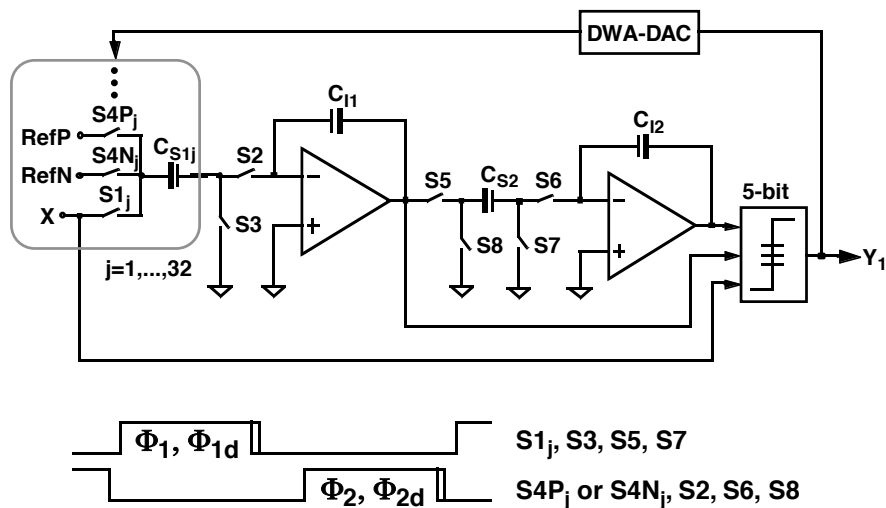 DWA-DAC
S4Pj
RefP
CS1j
S4Nj
RefN
S1j
X
S2
S3
j=1,...,32
CI1
−
+
S5
CS2
S6
S8
S7
CI2
−
+
5-bit
Y1
Φ1, Φ1d
S1j, S3, S5, S7
Φ2, Φ2d
S4Pj or S4Nj, S2, S6, S8